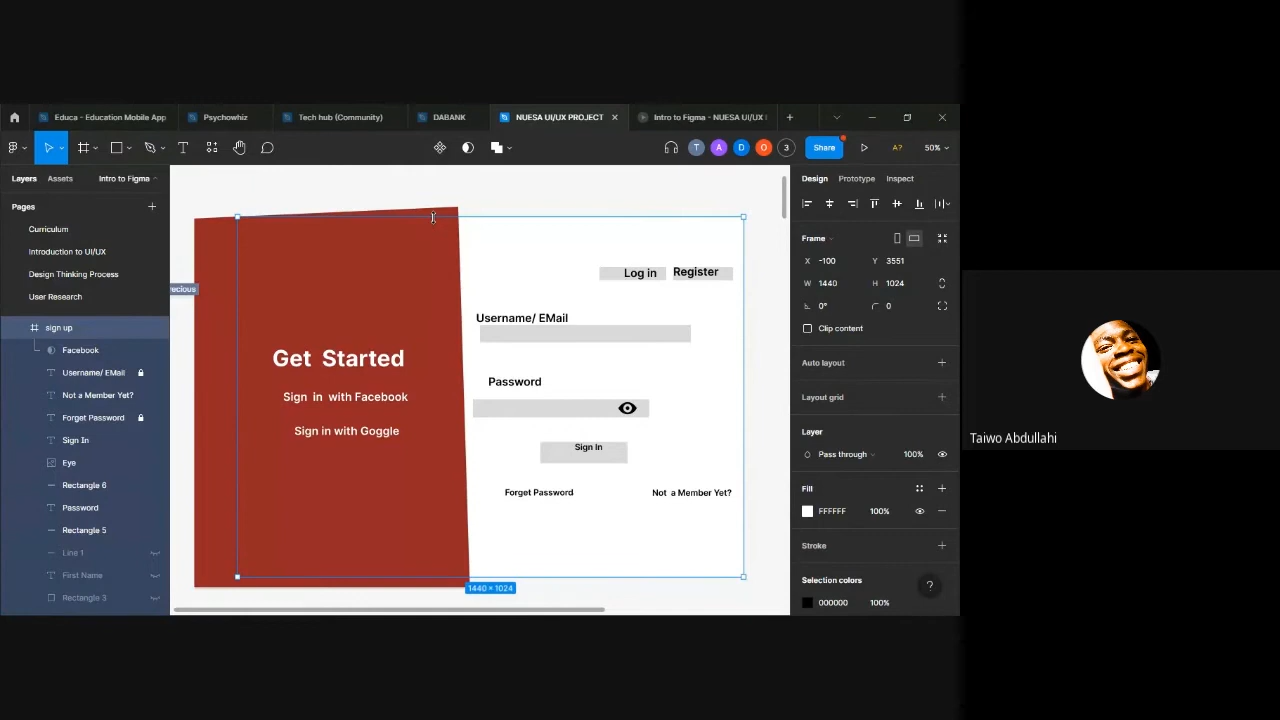 Educa - Education Mobile App
Psychowhiz
Tech hub (Community)
DABANK
NUESA UI/UX PROJECT
Intro to Figma - NUESA UI/UX
T A D O 3
Share
A?
50%
Layers
Assets
Intro to Figma
Pages
Curriculum
Introduction to UI/UX
Design Thinking Process
User Research
sign up
Facebook
Username/ EMail
Not a Member Yet?
Forget Password
Sign In
Eye
Rectangle 6
Password
Rectangle 5
Line 1
First Name
Rectangle 3
recious
Get Started
Sign in with Facebook
Sign in with Goggle
Log in
Register
Username/ EMail
Password
Sign In
Forget Password
Not a Member Yet?
1440 × 1024
Design
Prototype
Inspect
Frame
X -100
Y 3551
W 1440
H 1024
0°
0
Clip content
Auto layout
Layout grid
Layer
Pass through
100%
Fill
FFFFFF
100%
Stroke
Selection colors
000000
100%
?
Taiwo Abdullahi